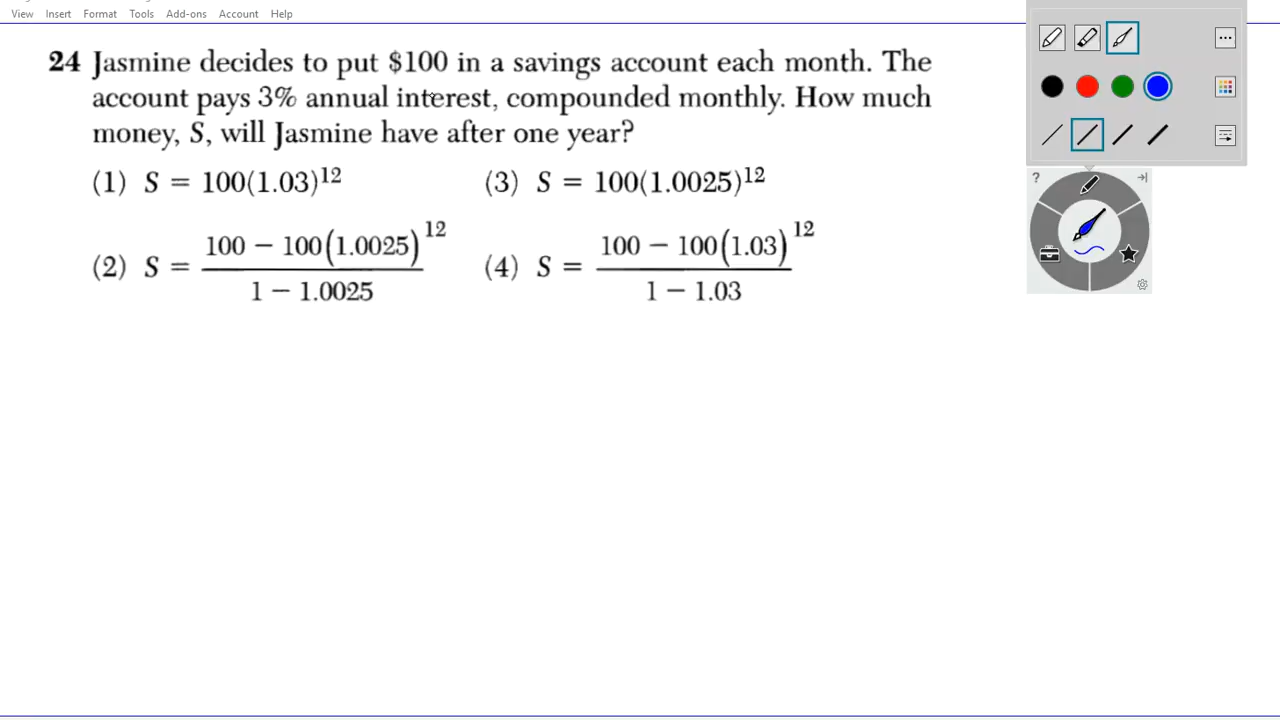 View Insert Format Tools Add-ons Account Help
24 Jasmine decides to put $100 in a savings account each month. The
account pays 3% annual interest, compounded monthly. How much
money, S, will Jasmine have after one year?
(1) S = 100(1.03)¹² (3) S = 100(1.0025)¹²
(2) S = (100 − 100(1.0025)¹²) / (1 − 1.0025) (4) S = (100 − 100(1.03)¹²) / (1 − 1.03)
?